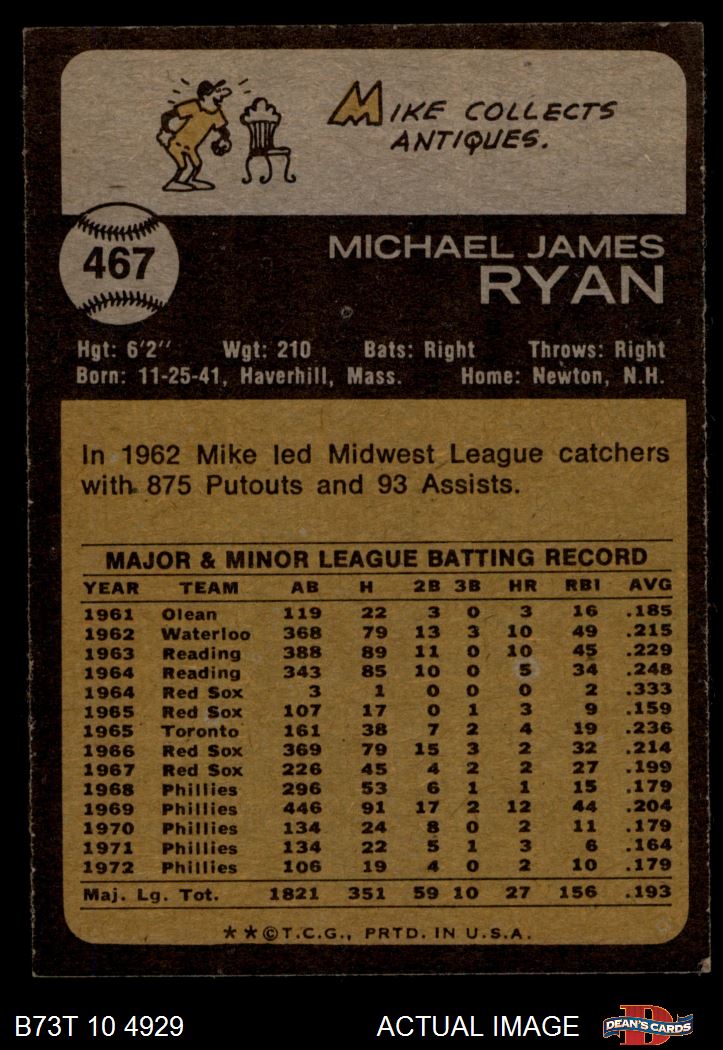 MIKE COLLECTS
ANTIQUES.
467
MICHAEL JAMES
RYAN
Hgt: 6'2" Wgt: 210 Bats: Right Throws: Right
Born: 11-25-41, Haverhill, Mass. Home: Newton, N.H.
In 1962 Mike led Midwest League catchers
with 875 Putouts and 93 Assists.
MAJOR & MINOR LEAGUE BATTING RECORD
YEAR TEAM AB H 2B 3B HR RBI AVG
1961 Olean 119 22 3 0 3 16 .185
1962 Waterloo 368 79 13 3 10 49 .215
1963 Reading 388 89 11 0 10 45 .229
1964 Reading 343 85 10 0 5 34 .248
1964 Red Sox 3 1 0 0 0 2 .333
1965 Red Sox 107 17 0 1 3 9 .159
1965 Toronto 161 38 7 2 4 19 .236
1966 Red Sox 369 79 15 3 2 32 .214
1967 Red Sox 226 45 4 2 2 27 .199
1968 Phillies 296 53 6 1 1 15 .179
1969 Phillies 446 91 17 2 12 44 .204
1970 Phillies 134 24 8 0 2 11 .179
1971 Phillies 134 22 5 1 3 6 .164
1972 Phillies 106 19 4 0 2 10 .179
Maj. Lg. Tot. 1821 351 59 10 27 156 .193
**©T.C.G., PRTD. IN U.S.A.
B73T 10 4929 ACTUAL IMAGE D DEAN'S CARDS